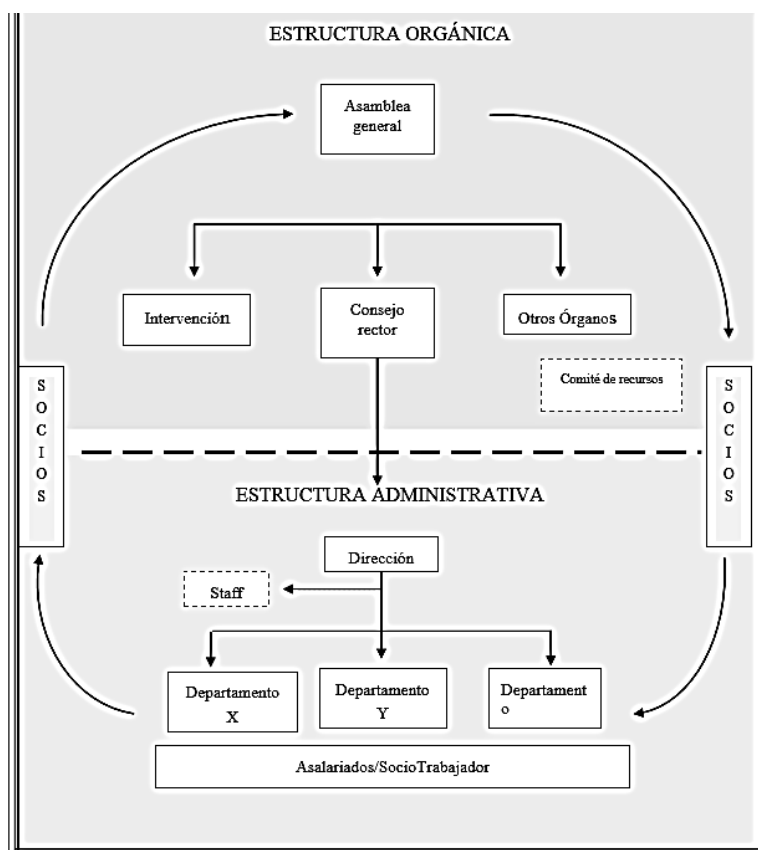 ESTRUCTURA ORGÁNICA
Asamblea
general
Intervención
Consejo
rector
Otros Órganos
Comité de recursos
S
O
C
I
O
S
S
O
C
I
O
S
ESTRUCTURA ADMINISTRATIVA
Dirección
Staff
Departamento
X
Departamento
Y
Departament
o
Asalariados/SocioTrabajador